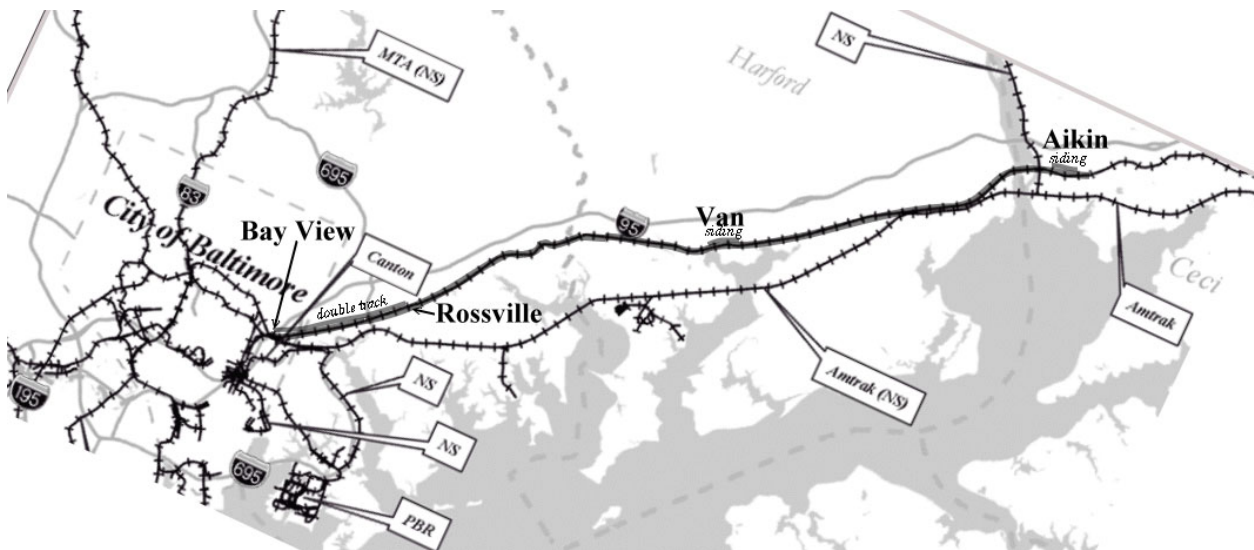 NS
MTA (NS)
Harford
Aikin
siding
695
83
City of Baltimore
Bay View
95
Van
siding
Canton
Ceci
double track
Rossville
Amtrak
Amtrak (NS)
NS
195
NS
695
PBR